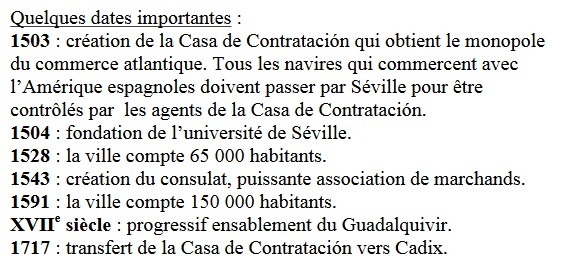 Quelques dates importantes :
1503 : création de la Casa de Contratación qui obtient le monopole
du commerce atlantique. Tous les navires qui commercent avec
l’Amérique espagnoles doivent passer par Séville pour être
contrôlés par  les agents de la Casa de Contratación.
1504 : fondation de l’université de Séville.
1528 : la ville compte 65 000 habitants.
1543 : création du consulat, puissante association de marchands.
1591 : la ville compte 150 000 habitants.
XVIIe siècle : progressif ensablement du Guadalquivir.
1717 : transfert de la Casa de Contratación vers Cadix.